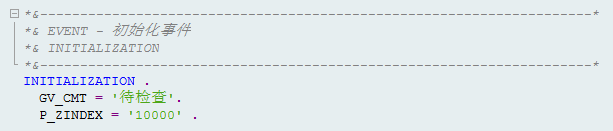 *&---------------------------------------------------------------------*
*& EVENT - 初始化事件
*& INITIALIZATION
*&---------------------------------------------------------------------*
INITIALIZATION .
GV_CMT = '待检查'.
P_ZINDEX = '10000' .